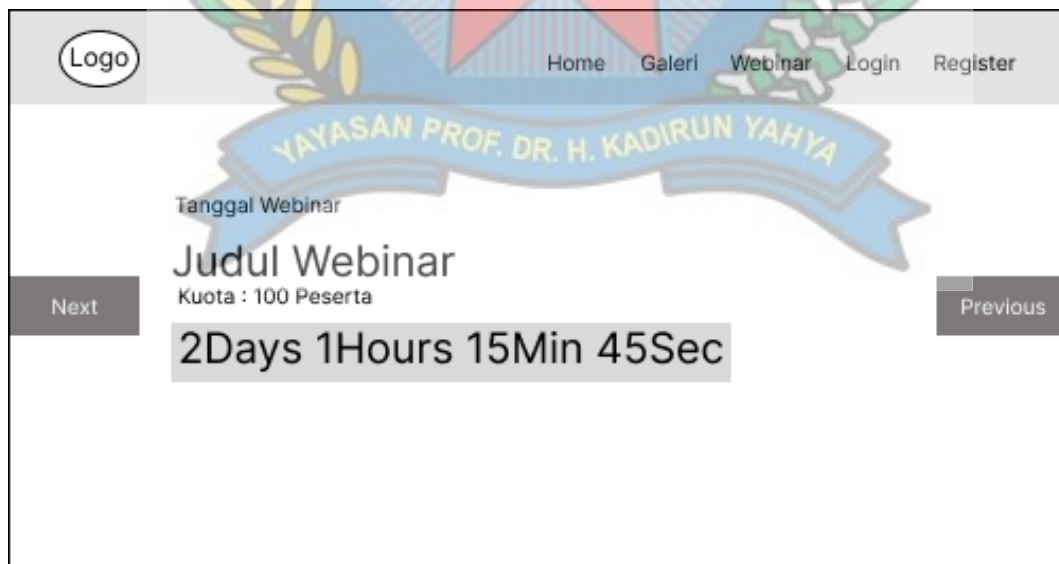 Logo
Home Galeri Webinar Login Register
YAYASAN PROF. DR. H. KADIRUN YAHYA
Tanggal Webinar
Judul Webinar
Kuota : 100 Peserta
Next
Previous
2Days 1Hours 15Min 45Sec